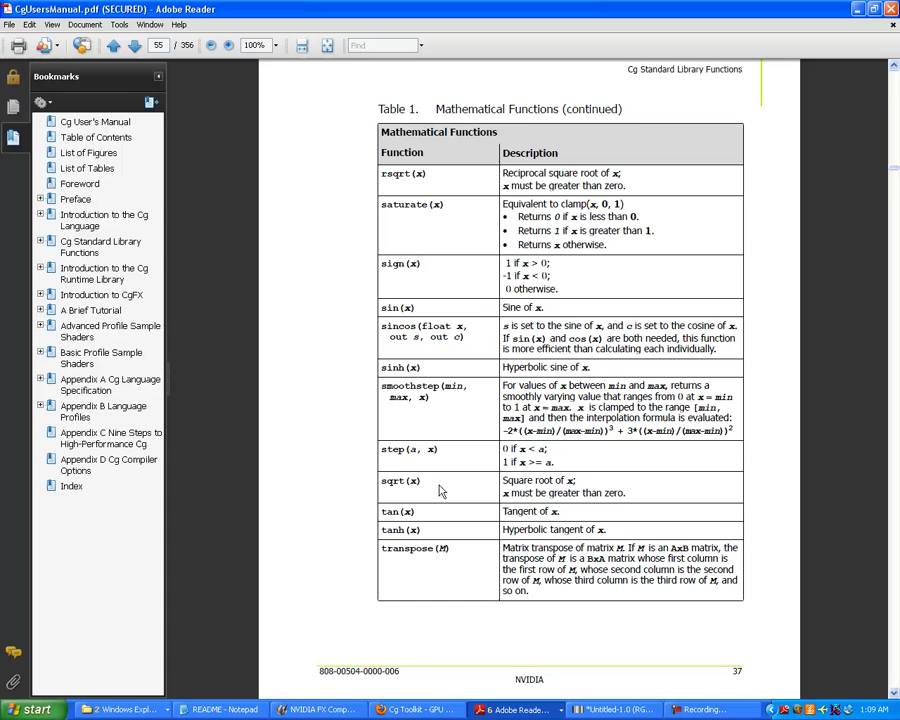 CgUsersManual.pdf (SECURED) - Adobe Reader
File Edit View Document Tools Window Help
55 / 356 100% Find
Bookmarks
Cg User's Manual
Table of Contents
List of Figures
List of Tables
Foreword
Preface
Introduction to the Cg
Language
Cg Standard Library
Functions
Introduction to the Cg
Runtime Library
Introduction to CgFX
A Brief Tutorial
Advanced Profile Sample
Shaders
Basic Profile Sample
Shaders
Appendix A Cg Language
Specification
Appendix B Language
Profiles
Appendix C Nine Steps to
High-Performance Cg
Appendix D Cg Compiler
Options
Index
Cg Standard Library Functions
Table 1. Mathematical Functions (continued)
Mathematical Functions
Function Description
rsqrt(x) Reciprocal square root of x;
x must be greater than zero.
saturate(x) Equivalent to clamp(x, 0, 1)
• Returns 0 if x is less than 0.
• Returns 1 if x is greater than 1.
• Returns x otherwise.
sign(x) 1 if x > 0;
-1 if x < 0;
0 otherwise.
sin(x) Sine of x.
sincos(float x, s is set to the sine of x, and c is set to the cosine of x.
out s, out c) If sin(x) and cos(x) are both needed, this function
is more efficient than calculating each individually.
sinh(x) Hyperbolic sine of x.
smoothstep(min, For values of x between min and max, returns a
max, x) smoothly varying value that ranges from 0 at x = min
to 1 at x = max. x is clamped to the range [min,
max] and then the interpolation formula is evaluated:
-2*((x-min)/(max-min))³ + 3*((x-min)/(max-min))²
step(a, x) 0 if x < a;
1 if x >= a.
sqrt(x) Square root of x;
x must be greater than zero.
tan(x) Tangent of x.
tanh(x) Hyperbolic tangent of x.
transpose(M) Matrix transpose of matrix M. If M is an AxB matrix, the
transpose of M is a BxA matrix whose first column is
the first row of M, whose second column is the second
row of M, whose third column is the third row of M, and
so on.
808-00504-0000-006 37
NVIDIA
start 2 Windows Expl... README - Notepad NVIDIA FX Comp... Cg Toolkit - GPU ... 6 Adobe Reade... *Untitled-1.0 (RG... Recording... 1:09 AM